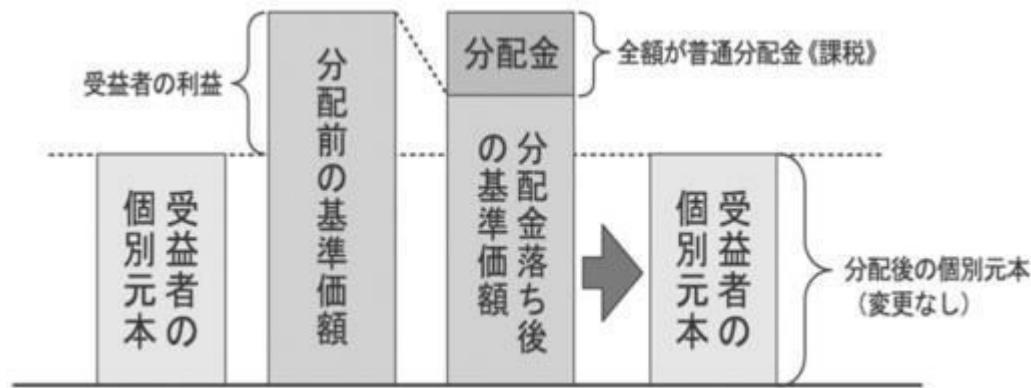 受益者の利益
受益者の
個別元本
分配前の基準価額
分配金
全額が普通分配金《課税》
分配金落ち後
の基準価額
受益者の
個別元本
分配後の個別元本
（変更なし）